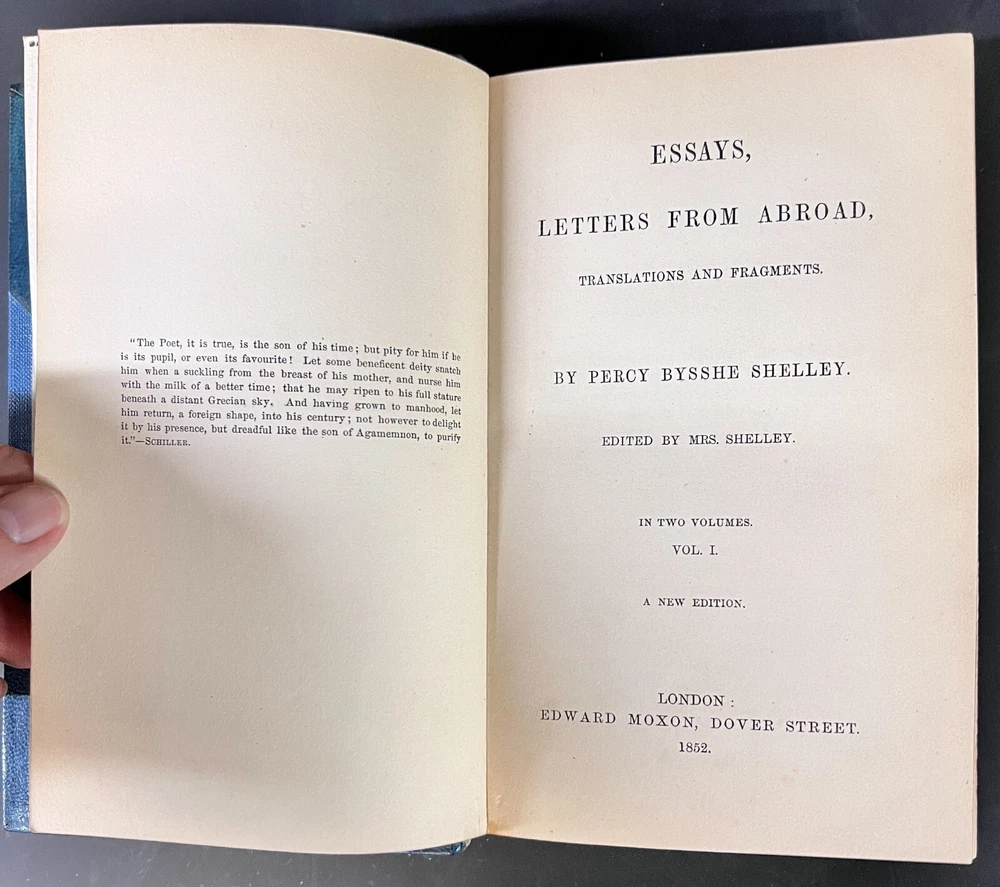 "The Poet, it is true, is the son of his time; but pity for him if he
is its pupil, or even its favourite! Let some beneficent deity snatch
him when a suckling from the breast of his mother, and nurse him
with the milk of a better time; that he may ripen to his full stature
beneath a distant Grecian sky. And having grown to manhood, let
him return, a foreign shape, into his century; not however to delight
it by his presence, but dreadful like the son of Agamemnon, to purify
it."—SCHILLER.
ESSAYS,
LETTERS FROM ABROAD,
TRANSLATIONS AND FRAGMENTS.
BY PERCY BYSSHE SHELLEY.
EDITED BY MRS. SHELLEY.
IN TWO VOLUMES.
VOL. I.
A NEW EDITION.
LONDON:
EDWARD MOXON, DOVER STREET.
1852.